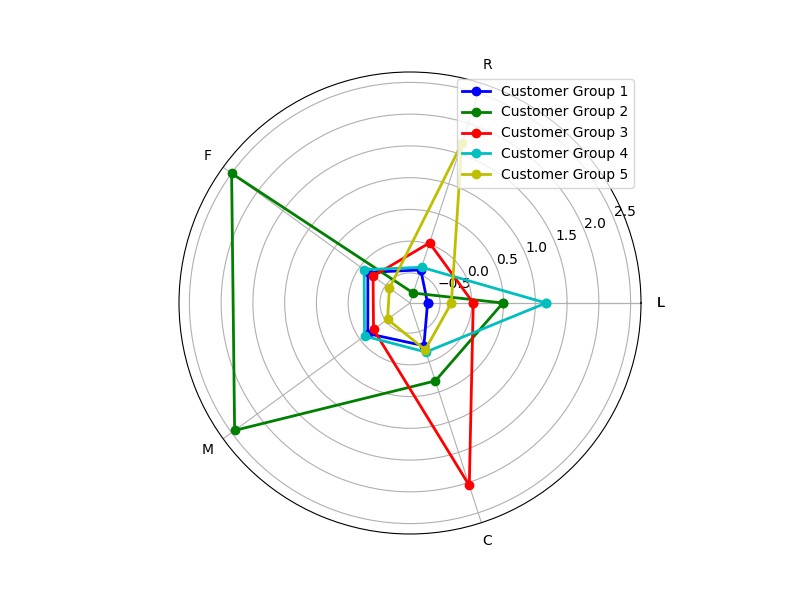 R
Customer Group 1
Customer Group 2
Customer Group 3
Customer Group 4
Customer Group 5
F
2.5
2.0
1.5
1.0
0.5
0.0
−0.5
L
M
C